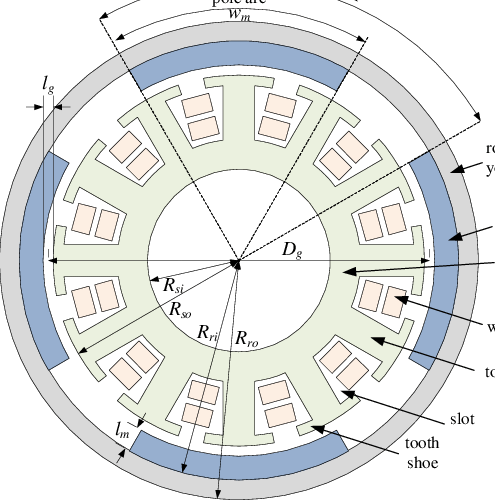 pole arc
w_m
l_g
D_g
R_si
R_so
R_ri
R_ro
l_m
slot
tooth
shoe